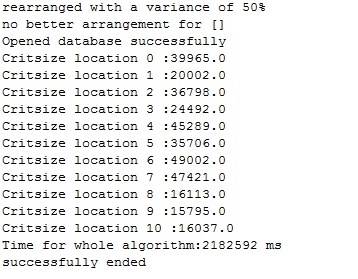 rearranged with a variance of 50%
no better arrangement for []
Opened database successfully
Critsize location 0 :39965.0
Critsize location 1 :20002.0
Critsize location 2 :36798.0
Critsize location 3 :24492.0
Critsize location 4 :45289.0
Critsize location 5 :35706.0
Critsize location 6 :49002.0
Critsize location 7 :47421.0
Critsize location 8 :16113.0
Critsize location 9 :15795.0
Critsize location 10 :16037.0
Time for whole algorithm:2182592 ms
successfully ended